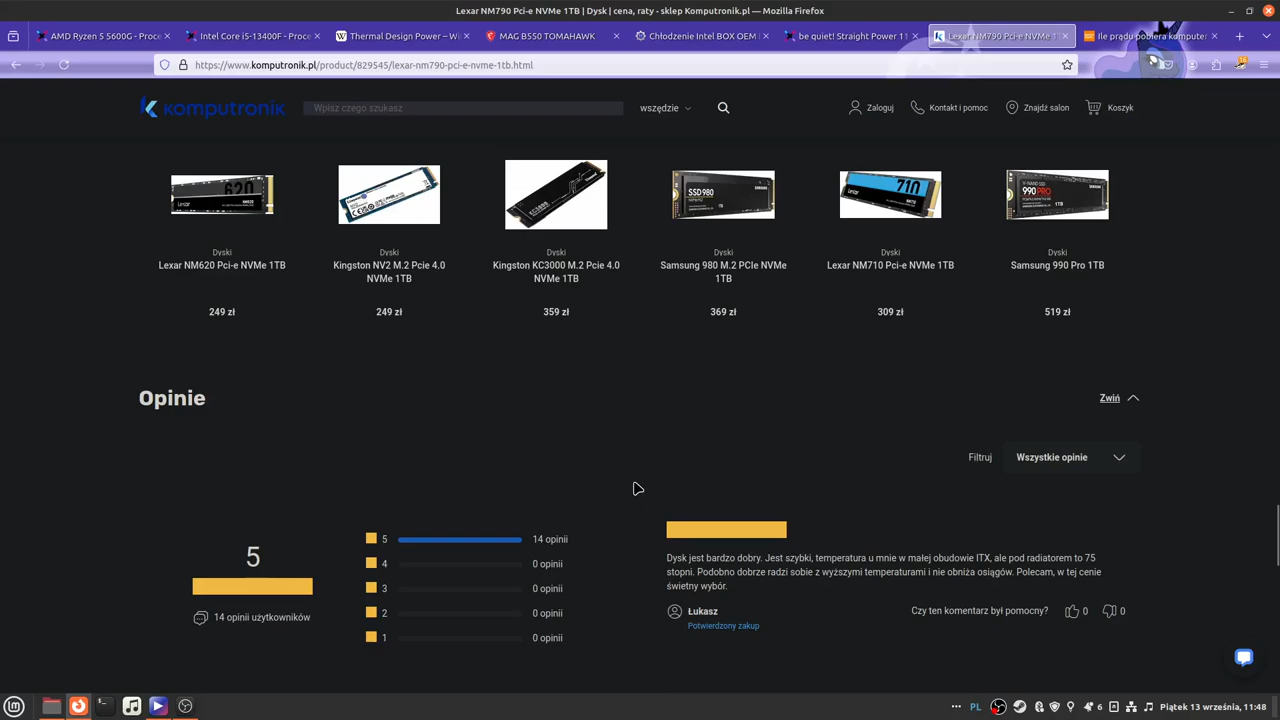 Lexar NM790 Pci-e NVMe 1TB | Dysk | cena, raty - sklep Komputronik.pl — Mozilla Firefox
AMD Ryzen 5 5600G - Proce
Intel Core i5-13400F - Proce
Thermal Design Power – Wi
MAG B550 TOMAHAWK
Chłodzenie Intel BOX OEM
be quiet! Straight Power 11
Lexar NM790 Pci-e NVMe 1
Ile prądu pobiera komputer
https://www.komputronik.pl/product/829545/lexar-nm790-pci-e-nvme-1tb.html
komputronik
Wpisz czego szukasz
wszędzie
Zaloguj
Kontakt i pomoc
Znajdź salon
Koszyk
Dyski
Lexar NM620 Pci-e NVMe 1TB
249 zł
Dyski
Kingston NV2 M.2 Pcie 4.0
NVMe 1TB
249 zł
Dyski
Kingston KC3000 M.2 Pcie 4.0
NVMe 1TB
359 zł
Dyski
Samsung 980 M.2 PCIe NVMe
1TB
369 zł
Dyski
Lexar NM710 Pci-e NVMe 1TB
309 zł
Dyski
Samsung 990 Pro 1TB
519 zł
Opinie
Zwiń
Filtruj
Wszystkie opinie
5
14 opinii użytkowników
5 14 opinii
4 0 opinii
3 0 opinii
2 0 opinii
1 0 opinii
Dysk jest bardzo dobry. Jest szybki, temperatura u mnie w małej obudowie ITX, ale pod radiatorem to 75
stopni. Podobno dobrze radzi sobie z wyższymi temperaturami i nie obniża osiągów. Polecam, w tej cenie
świetny wybór.
Łukasz
Potwierdzony zakup
Czy ten komentarz był pomocny?
0
0
PL
6
Piątek 13 września, 11:48